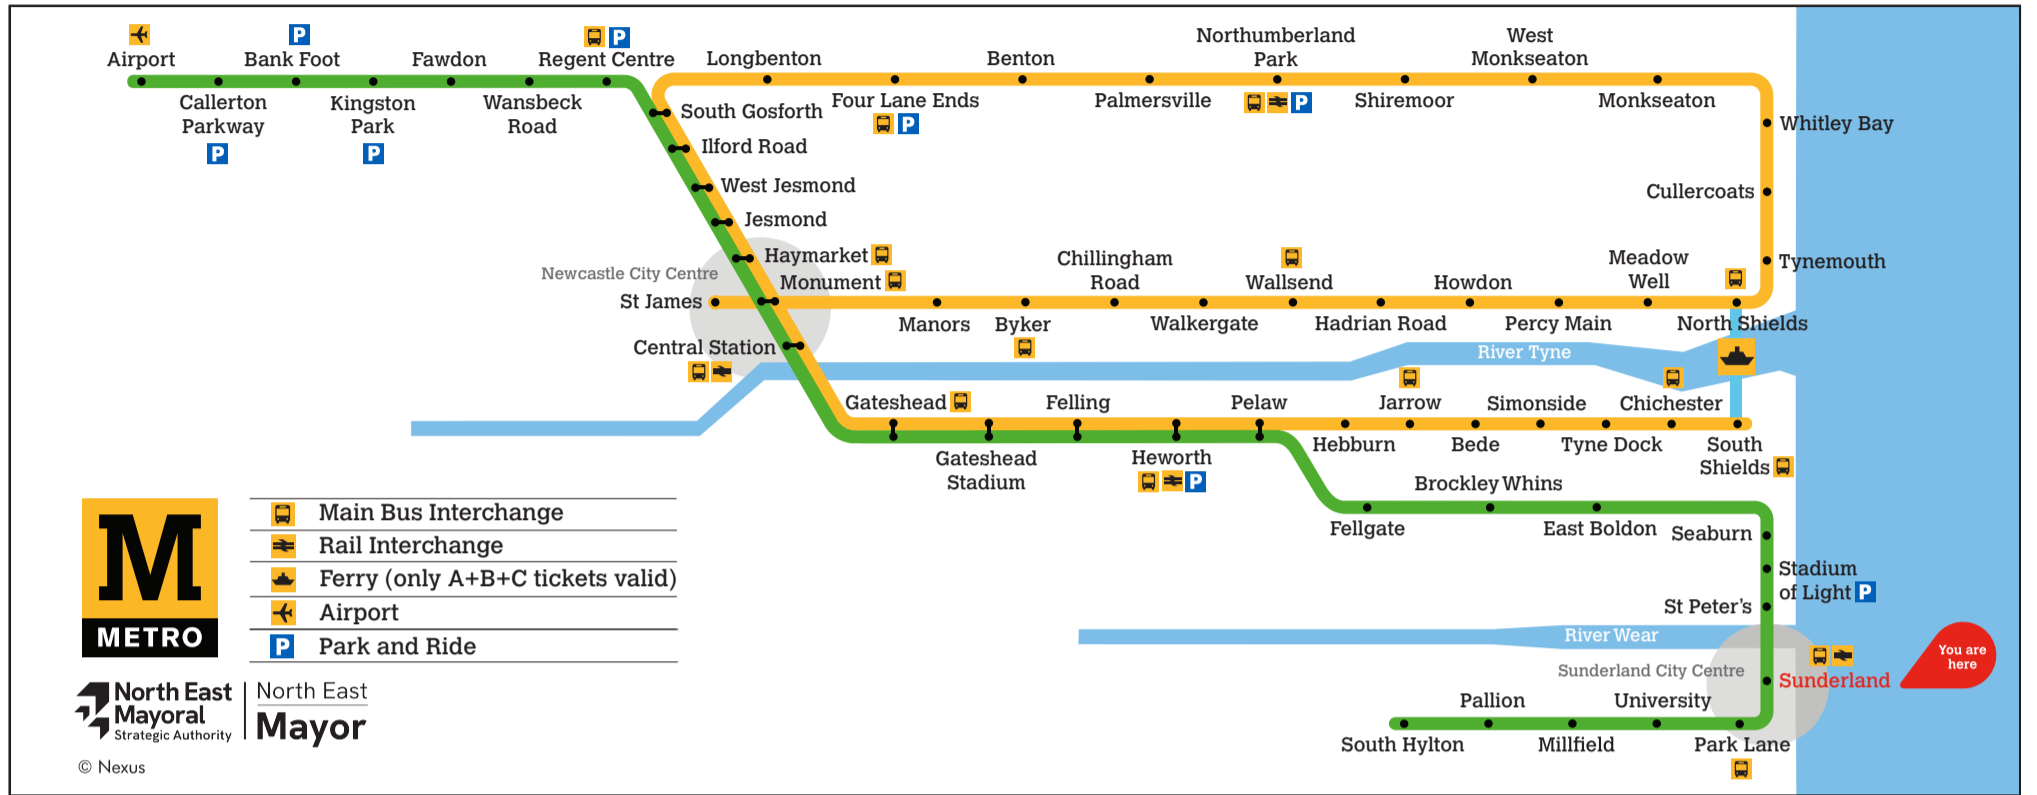 Airport
Bank Foot
Fawdon
Regent Centre
Callerton
Parkway
Kingston
Park
Wansbeck
Road
Longbenton
Benton
Northumberland
Park
West
Monkseaton
Four Lane Ends
Palmersville
Shiremoor
Monkseaton
South Gosforth
Ilford Road
West Jesmond
Jesmond
Haymarket
Monument
Newcastle City Centre
St James
Central Station
Whitley Bay
Cullercoats
Tynemouth
Chillingham
Road
Wallsend
Howdon
Meadow
Well
Manors
Byker
Walkergate
Hadrian Road
Percy Main
North Shields
River Tyne
Gateshead
Felling
Pelaw
Jarrow
Simonside
Chichester
Gateshead
Stadium
Heworth
Hebburn
Bede
Tyne Dock
South
Shields
Brockley Whins
Fellgate
East Boldon
Seaburn
Stadium
of Light
St Peter's
River Wear
Sunderland City Centre
Sunderland
You are
here
Pallion
University
South Hylton
Millfield
Park Lane
P
P
P
P
P
P
P
P
P
M
METRO
Main Bus Interchange
Rail Interchange
Ferry (only A+B+C tickets valid)
Airport
P Park and Ride
North East
Mayoral
Strategic Authority
North East
Mayor
© Nexus